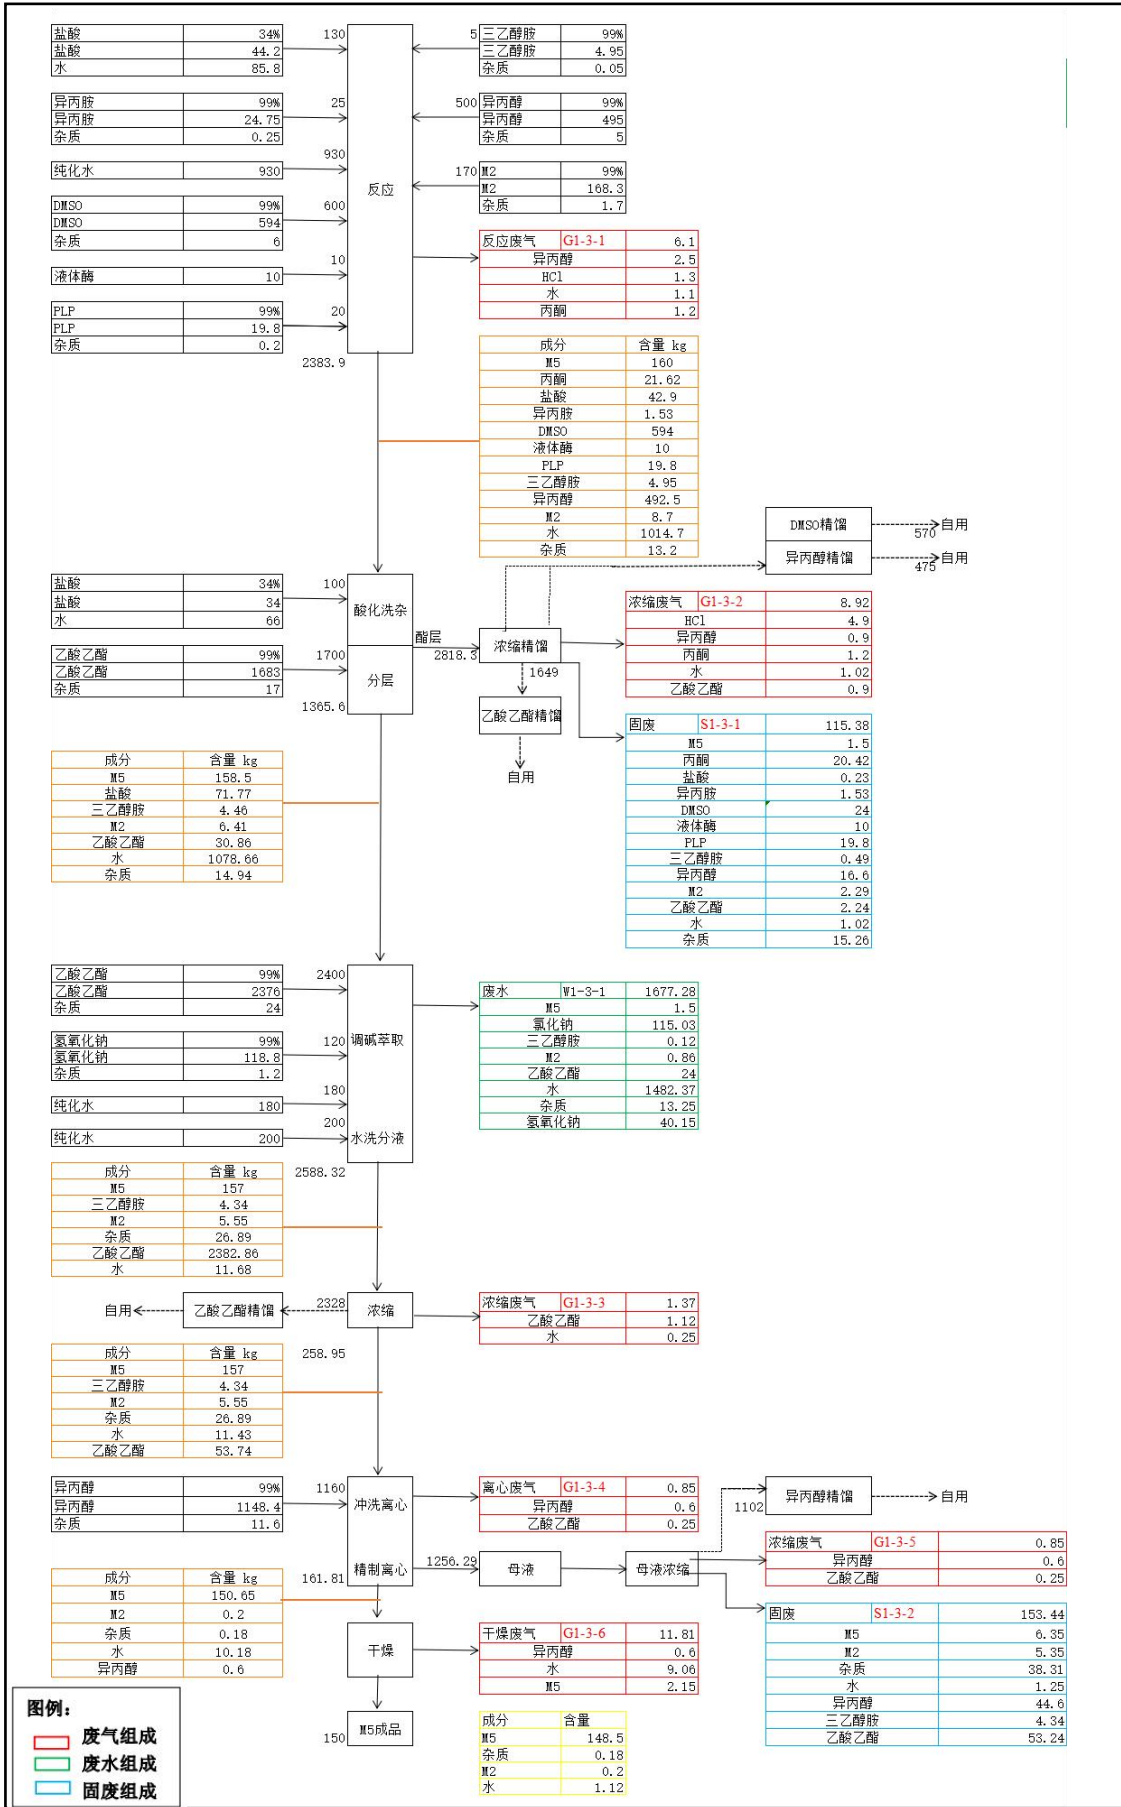 盐酸 34% 130
盐酸 44.2
水 85.8
5 三乙醇胺 99%
三乙醇胺 4.95
杂质 0.05
异丙胺 99% 25
异丙胺 24.75
杂质 0.25
500 异丙醇 99%
异丙醇 495
杂质 5
930
纯化水 930
170 M2 99%
M2 168.3
杂质 1.7
反应
DMSO 99% 600
DMSO 594
杂质 6
10
液体酶 10
反应废气 G1-3-1 6.1
异丙醇 2.5
HCl 1.3
水 1.1
丙酮 1.2
PLP 99% 20
PLP 19.8
杂质 0.2
2383.9
成分 含量 kg
M5 160
丙酮 21.62
盐酸 42.9
异丙胺 1.53
DMSO 594
液体酶 10
PLP 19.8
三乙醇胺 4.95
异丙醇 492.5
M2 8.7
水 1014.7
杂质 13.2
DMSO精馏 570 自用
异丙醇精馏 475 自用
盐酸 34% 100
盐酸 34
水 66
酸化洗杂
酯层
2818.3
浓缩精馏
浓缩废气 G1-3-2 8.92
HCl 4.9
异丙醇 0.9
丙酮 1.2
水 1.02
乙酸乙酯 0.9
乙酸乙酯 99% 1700
乙酸乙酯 1683
杂质 17
分层
1365.6
1649
乙酸乙酯精馏
自用
固废 S1-3-1 115.38
M5 1.5
丙酮 20.42
盐酸 0.23
异丙胺 1.53
DMSO 24
液体酶 10
PLP 19.8
三乙醇胺 0.49
异丙醇 16.6
M2 2.29
乙酸乙酯 2.24
水 1.02
杂质 15.26
成分 含量 kg
M5 158.5
盐酸 71.77
三乙醇胺 4.46
M2 6.41
乙酸乙酯 30.86
水 1078.66
杂质 14.94
乙酸乙酯 99% 2400
乙酸乙酯 2376
杂质 24
氢氧化钠 99% 120
氢氧化钠 118.8
杂质 1.2
调碱萃取
180
纯化水 180
200
纯化水 200
水洗分液
废水 W1-3-1 1677.28
M5 1.5
氯化钠 115.03
三乙醇胺 0.12
M2 0.86
乙酸乙酯 24
水 1482.37
杂质 13.25
氢氧化钠 40.15
2588.32
成分 含量 kg
M5 157
三乙醇胺 4.34
M2 5.55
杂质 26.89
乙酸乙酯 2382.86
水 11.68
自用 乙酸乙酯精馏 2328 浓缩
浓缩废气 G1-3-3 1.37
乙酸乙酯 1.12
水 0.25
258.95
成分 含量 kg
M5 157
三乙醇胺 4.34
M2 5.55
杂质 26.89
水 11.43
乙酸乙酯 53.74
异丙醇 99% 1160
异丙醇 1148.4
杂质 11.6
冲洗离心
离心废气 G1-3-4 0.85
异丙醇 0.6
乙酸乙酯 0.25
1102
异丙醇精馏 自用
精制离心 1256.29 母液 母液浓缩
浓缩废气 G1-3-5 0.85
异丙醇 0.6
乙酸乙酯 0.25
161.81
成分 含量 kg
M5 150.65
M2 0.2
杂质 0.18
水 10.18
异丙醇 0.6
干燥
干燥废气 G1-3-6 11.81
异丙醇 0.6
水 9.06
M5 2.15
固废 S1-3-2 153.44
M5 6.35
M2 5.35
杂质 38.31
水 1.25
异丙醇 44.6
三乙醇胺 4.34
乙酸乙酯 53.24
150 M5成品
成分 含量
M5 148.5
杂质 0.18
M2 0.2
水 1.12
图例：
废气组成
废水组成
固废组成